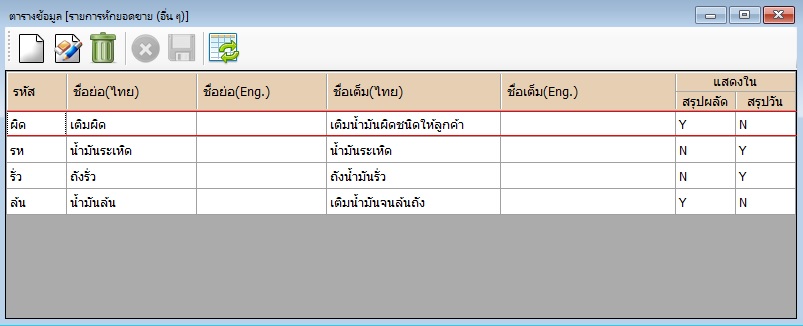 ตารางข้อมูล [รายการหักยอดขาย (อื่น ๆ)]
รหัส ชื่อย่อ(ไทย) ชื่อย่อ(Eng.) ชื่อเต็ม(ไทย) ชื่อเต็ม(Eng.) แสดงใน
สรุปผลัด สรุปวัน
ผิด เติมผิด เติมน้ำมันผิดชนิดให้ลูกค้า Y N
รห น้ำมันระเหิด น้ำมันระเหิด N Y
รั่ว ถังรั่ว ถังน้ำมันรั่ว N Y
ล้น น้ำมันล้น เติมน้ำมันจนล้นถัง Y N